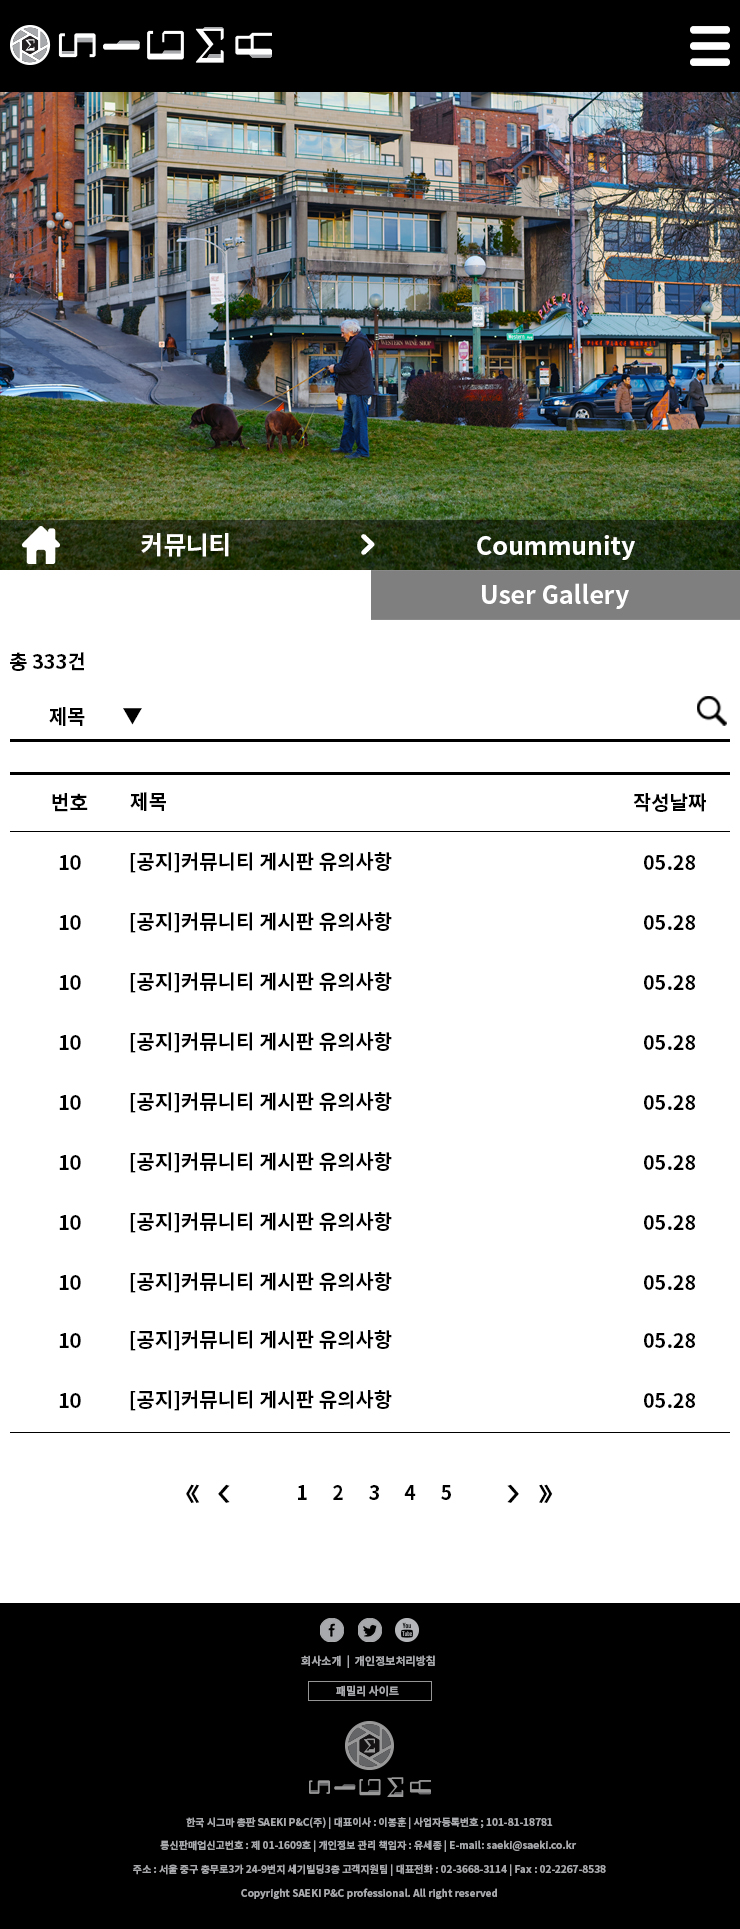 커뮤니티
Coummunity
User Gallery
총 333건
제목 ▼
번호 제목 작성날짜
10 [공지]커뮤니티 게시판 유의사항 05.28
10 [공지]커뮤니티 게시판 유의사항 05.28
10 [공지]커뮤니티 게시판 유의사항 05.28
10 [공지]커뮤니티 게시판 유의사항 05.28
10 [공지]커뮤니티 게시판 유의사항 05.28
10 [공지]커뮤니티 게시판 유의사항 05.28
10 [공지]커뮤니티 게시판 유의사항 05.28
10 [공지]커뮤니티 게시판 유의사항 05.28
10 [공지]커뮤니티 게시판 유의사항 05.28
10 [공지]커뮤니티 게시판 유의사항 05.28
《 〈 1 2 3 4 5 〉 》
회사소개 | 개인정보처리방침
패밀리 사이트
한국 시그마 총판 SAEKI P&C(주) | 대표이사 : 이봉훈 | 사업자등록번호 ; 101-81-18781
통신판매업신고번호 : 제 01-1609호 | 개인정보 관리 책임자 : 유세종 | E-mail: saeki@saeki.co.kr
주소 : 서울 중구 충무로3가 24-9번지 세기빌딩3층 고객지원팀 | 대표전화 : 02-3668-3114 | Fax : 02-2267-8538
Copyright SAEKI P&C professional. All right reserved